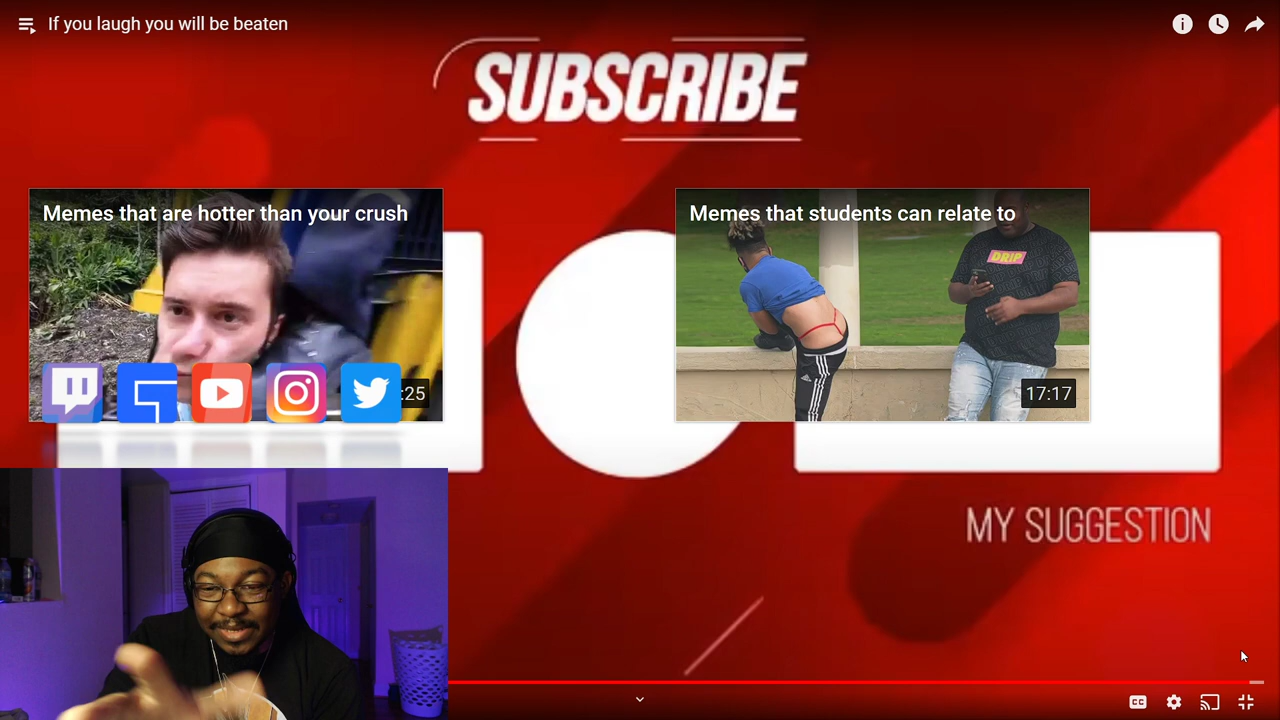 If you laugh you will be beaten
SUBSCRIBE
Memes that are hotter than your crush
:25
Memes that students can relate to
DRIP
17:17
MY SUGGESTION
CC